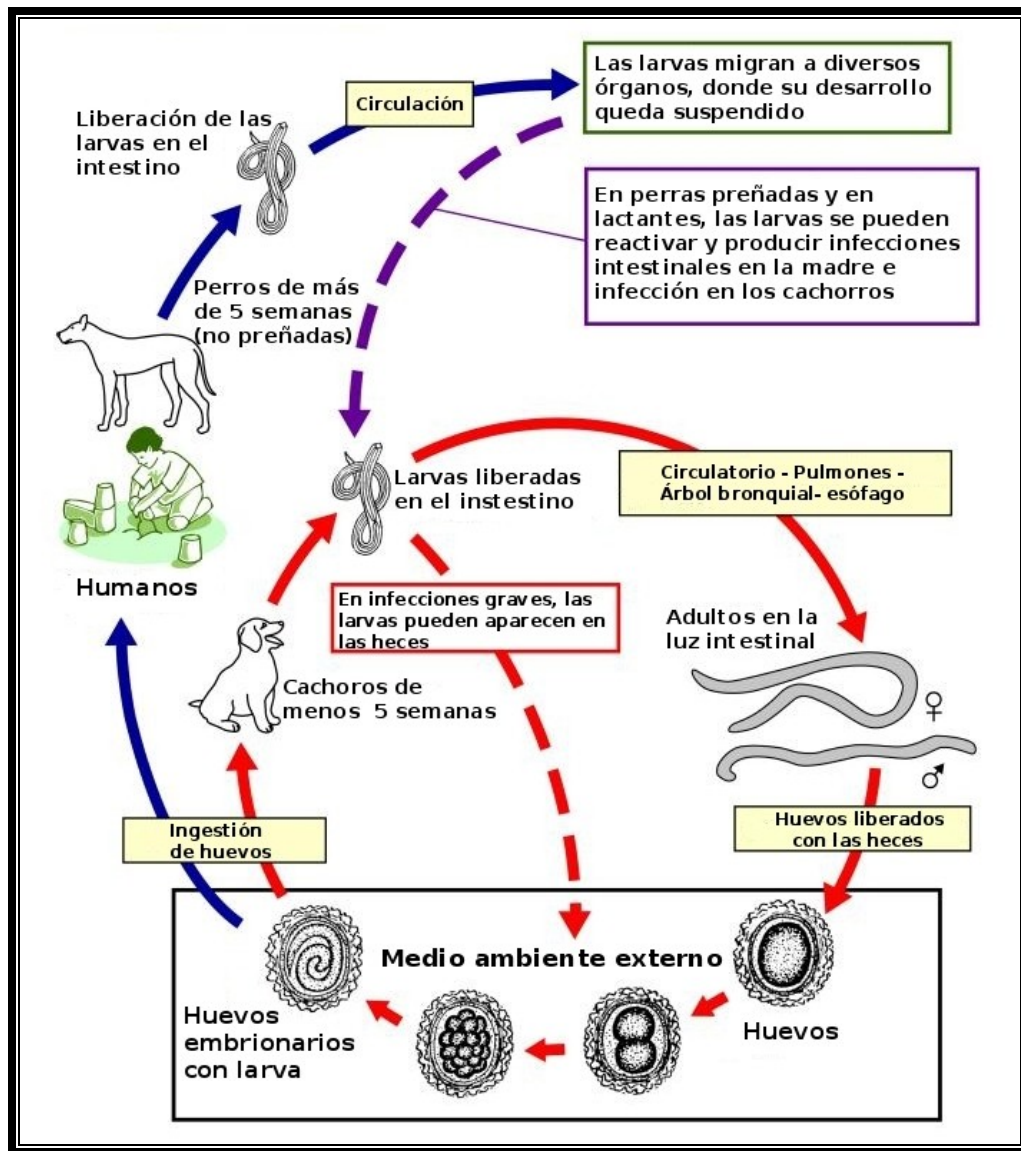 Las larvas migran a diversos
órganos, donde su desarrollo
queda suspendido
Circulación
Liberación de las
larvas en el
intestino
En perras preñadas y en
lactantes, las larvas se pueden
reactivar y producir infecciones
intestinales en la madre e
infección en los cachorros
Perros de más
de 5 semanas
(no preñadas)
Larvas liberadas
en el instestino
Circulatorio - Pulmones -
Árbol bronquial- esófago
Humanos
En infecciones graves, las
larvas pueden aparecen en
las heces
Adultos en la
luz intestinal
♀
♂
Cachoros de
menos 5 semanas
Ingestión
de huevos
Huevos liberados
con las heces
Medio ambiente externo
Huevos
embrionarios
con larva
Huevos